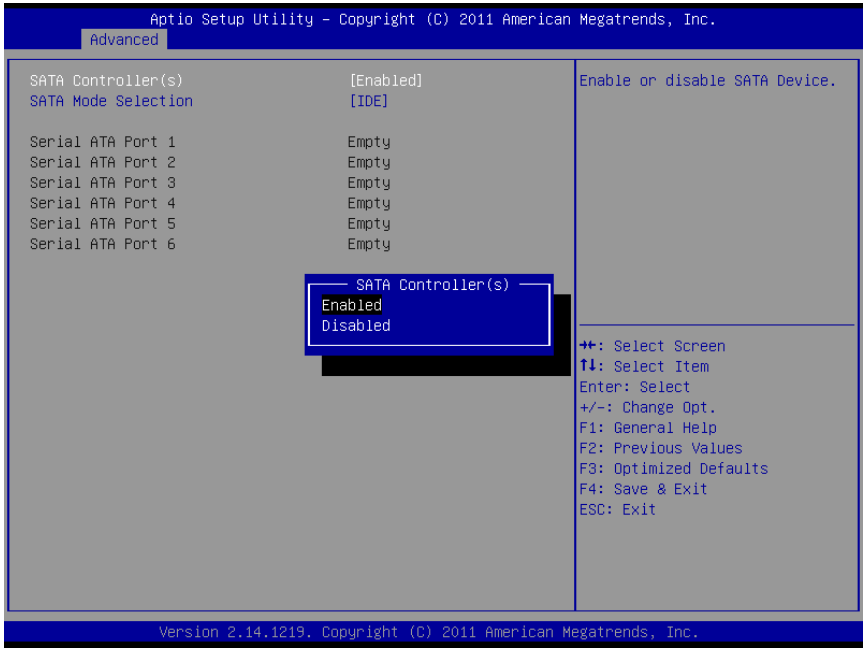 Aptio Setup Utility – Copyright (C) 2011 American Megatrends, Inc.
Advanced
SATA Controller(s) [Enabled]
SATA Mode Selection [IDE]
Serial ATA Port 1 Empty
Serial ATA Port 2 Empty
Serial ATA Port 3 Empty
Serial ATA Port 4 Empty
Serial ATA Port 5 Empty
Serial ATA Port 6 Empty
SATA Controller(s)
Enabled
Disabled
Enable or disable SATA Device.
→←: Select Screen
↑↓: Select Item
Enter: Select
+/-: Change Opt.
F1: General Help
F2: Previous Values
F3: Optimized Defaults
F4: Save & Exit
ESC: Exit
Version 2.14.1219. Copyright (C) 2011 American Megatrends, Inc.